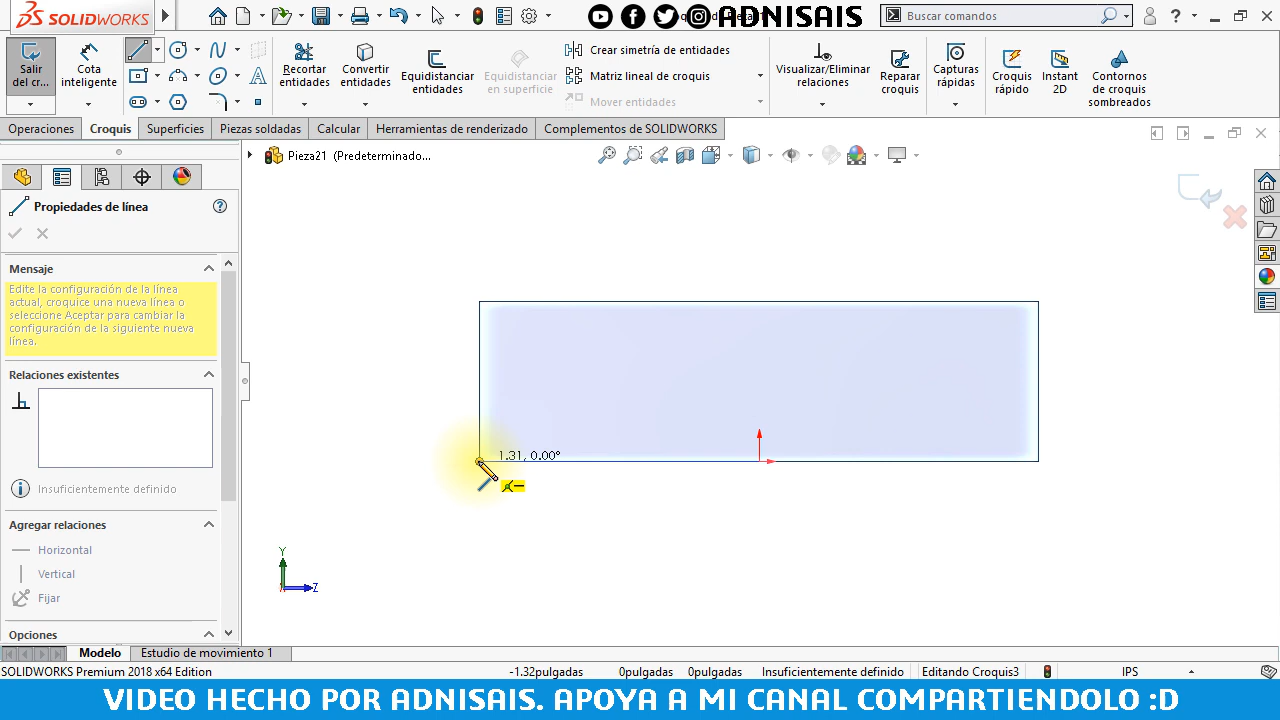 SOLIDWORKS
ADNISAIS
Buscar comandos
Salir del cr...
Cota inteligente
Recortar entidades
Convertir entidades
Equidistanciar entidades
Equidistanciar en superficie
Crear simetría de entidades
Matriz lineal de croquis
Mover entidades
Visualizar/Eliminar relaciones
Reparar croquis
Capturas rápidas
Croquis rápido
Instant 2D
Contornos de croquis sombreados
Operaciones
Croquis
Superficies
Piezas soldadas
Calcular
Herramientas de renderizado
Complementos de SOLIDWORKS
Pieza21 (Predeterminado...
Propiedades de línea
Mensaje
Edite la configuración de la línea
actual, croquice una nueva línea o
seleccione Aceptar para cambiar la
configuración de la siguiente nueva
línea.
Relaciones existentes
Insuficientemente definido
Agregar relaciones
Horizontal
Vertical
Fijar
Opciones
1.31, 0.00°
Y
Z
Modelo
Estudio de movimiento 1
SOLIDWORKS Premium 2018 x64 Edition
-1.32pulgadas
0pulgadas
0pulgadas
Insuficientemente definido
Editando Croquis3
IPS
VIDEO HECHO POR ADNISAIS. APOYA A MI CANAL COMPARTIENDOLO :D